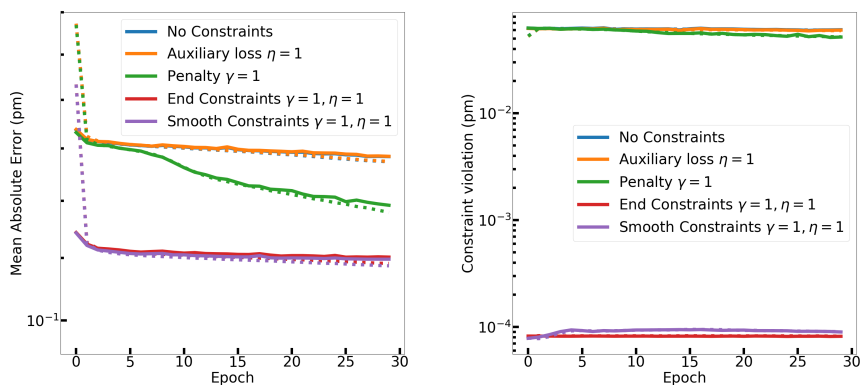 Mean Absolute Error (pm)
No Constraints
Auxiliary loss η = 1
Penalty γ = 1
End Constraints γ = 1, η = 1
Smooth Constraints γ = 1, η = 1
10⁻¹
0 5 10 15 20 25 30
Epoch
Constraint violation (pm)
10⁻²
No Constraints
Auxiliary loss η = 1
Penalty γ = 1
End Constraints γ = 1, η = 1
Smooth Constraints γ = 1, η = 1
10⁻³
10⁻⁴
0 5 10 15 20 25 30
Epoch